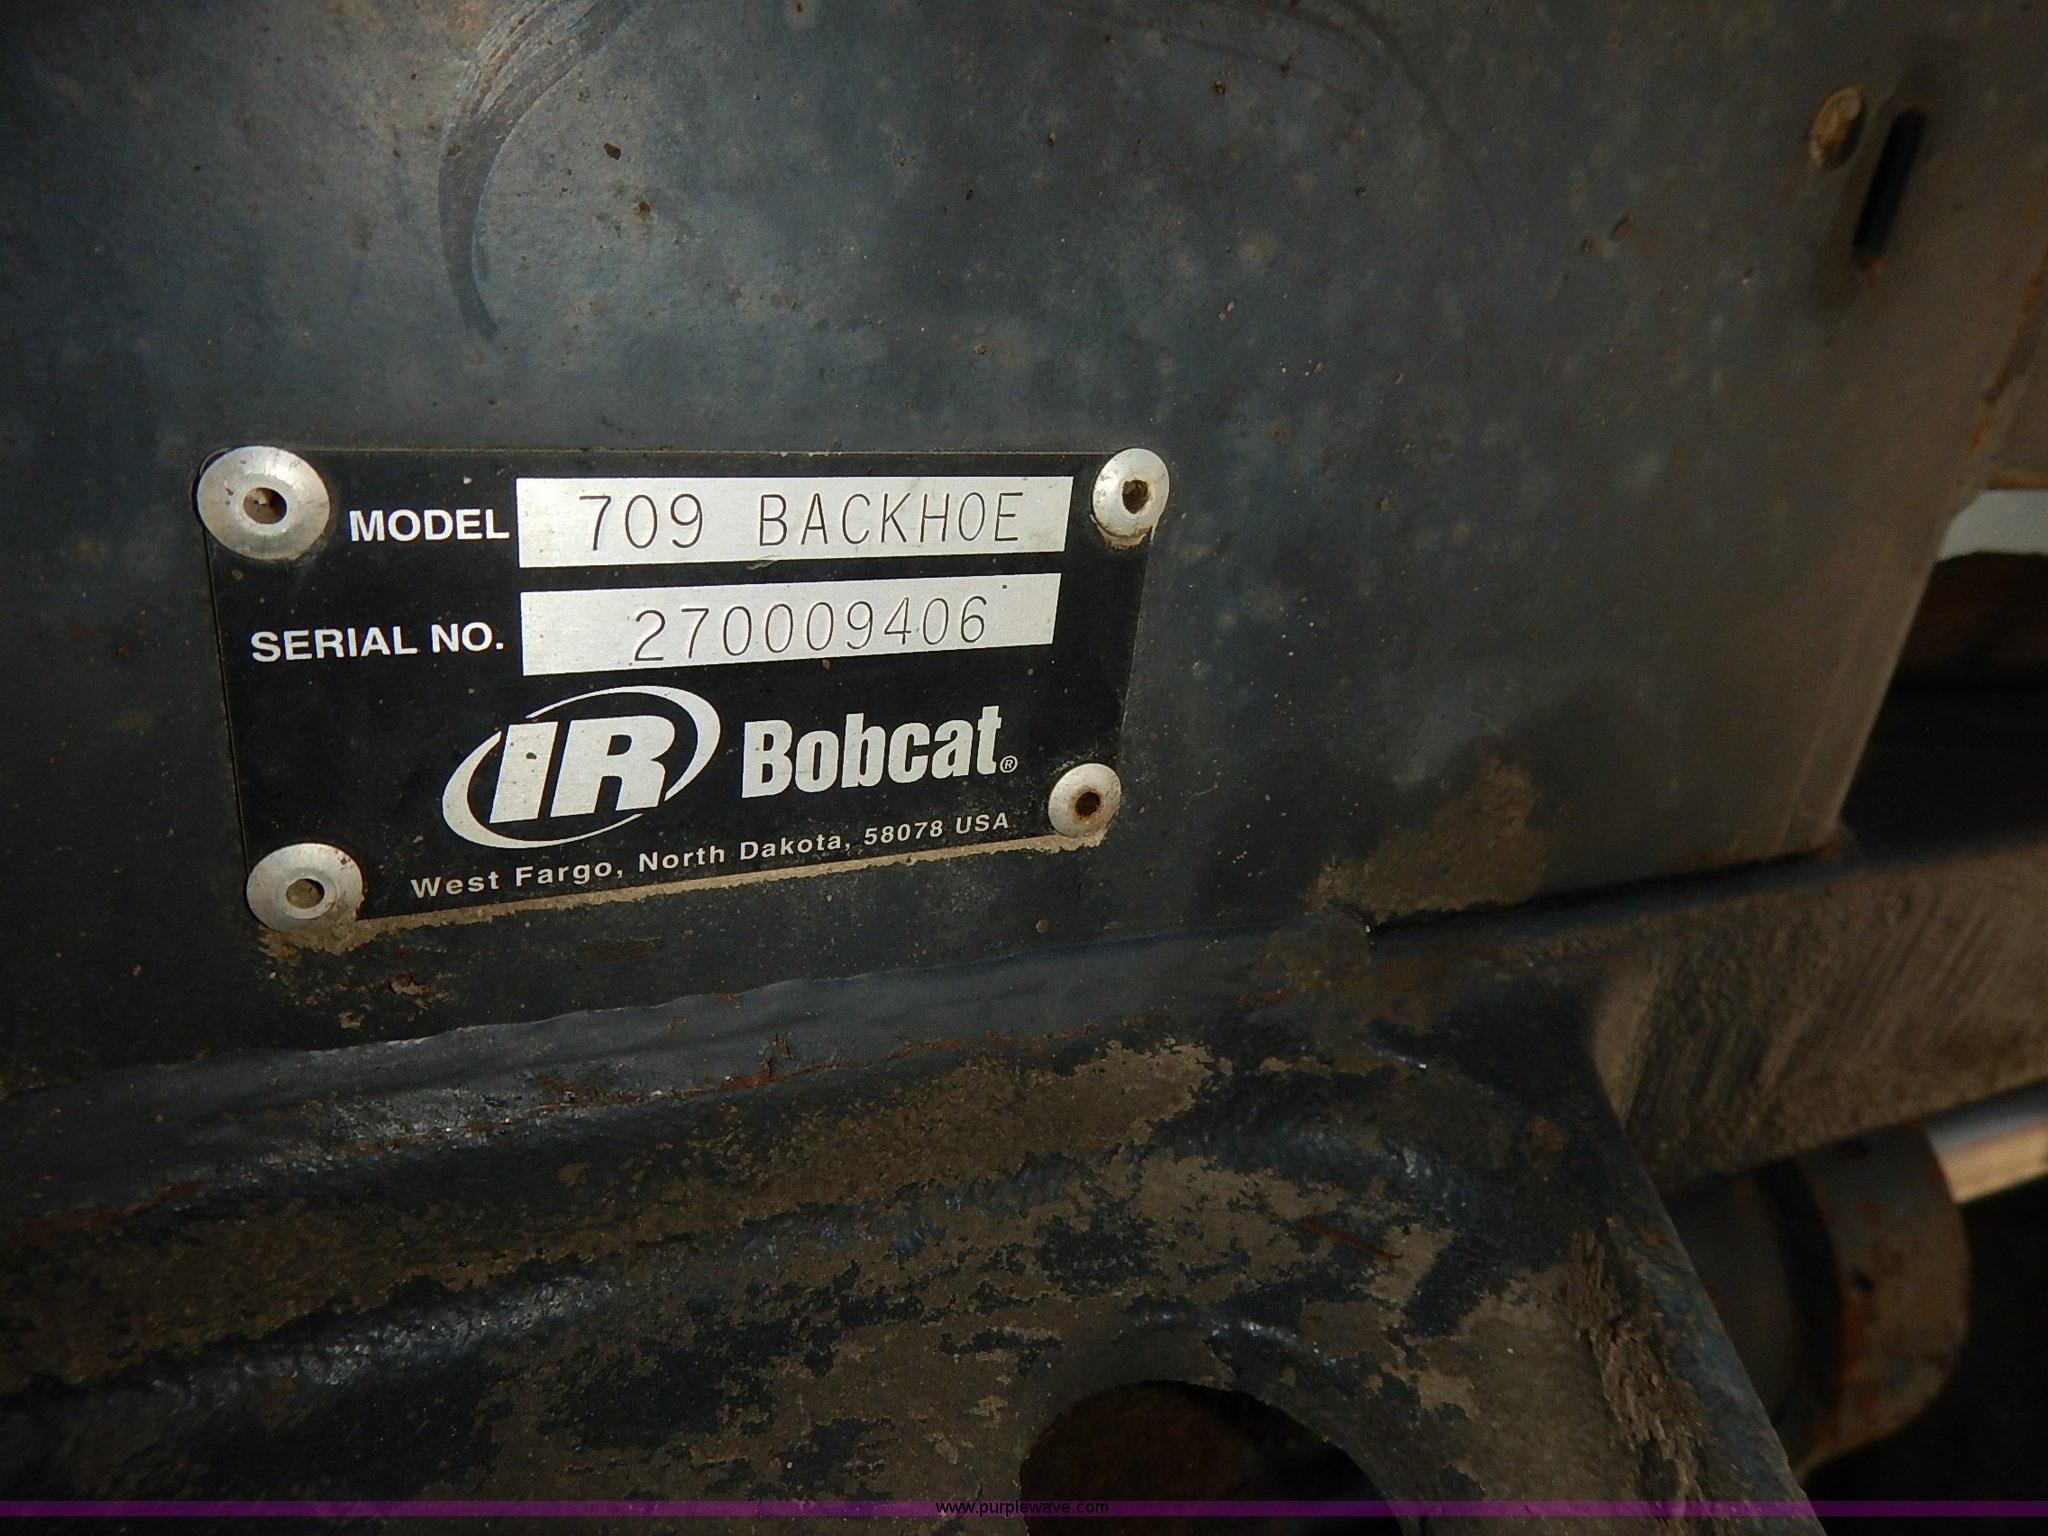 MODEL 709 BACKHOE
SERIAL NO. 270009406
IR Bobcat®
West Fargo, North Dakota, 58078 USA
www.purplewave.com